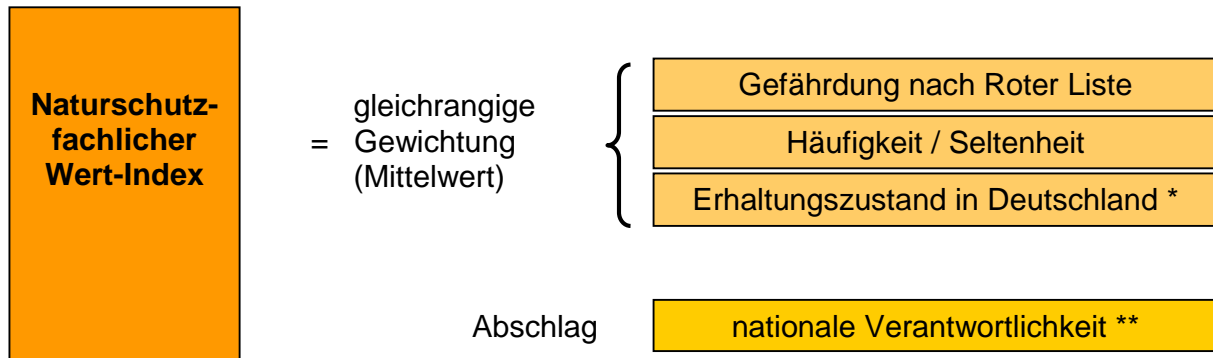 Naturschutz-
fachlicher
Wert-Index
=
gleichrangige
Gewichtung
(Mittelwert)
Gefährdung nach Roter Liste
Häufigkeit / Seltenheit
Erhaltungszustand in Deutschland *
Abschlag
nationale Verantwortlichkeit **